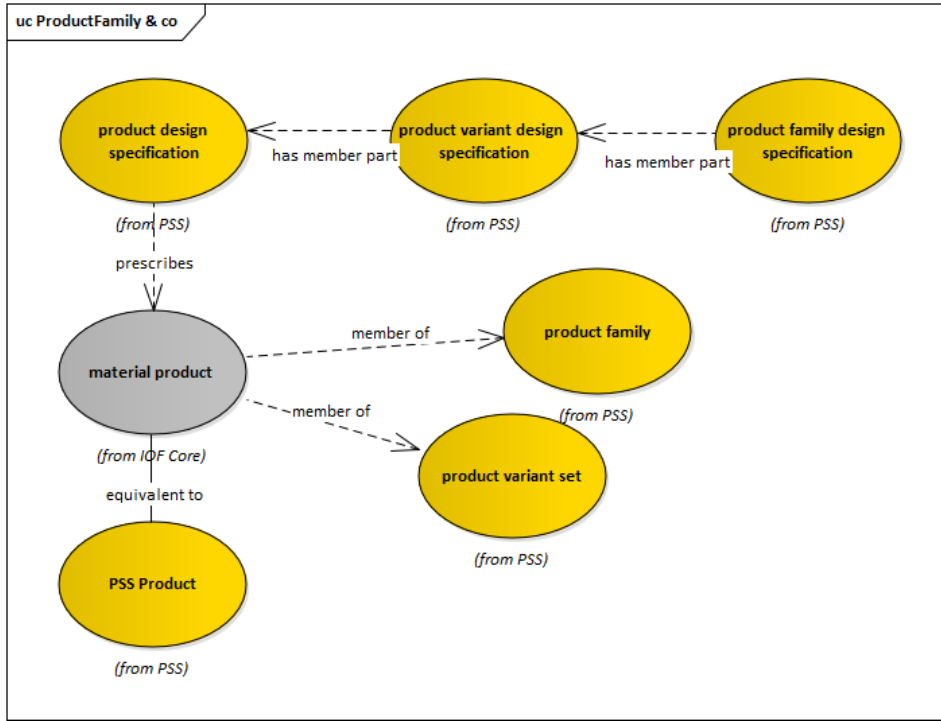 uc ProductFamily & co
product design
specification
product variant design
specification
product family design
specification
has member part
has member part
(from PSS)
(from PSS)
(from PSS)
prescribes
product family
member of
material product
(from PSS)
member of
(from IOF Core)
product variant set
equivalent to
(from PSS)
PSS Product
(from PSS)